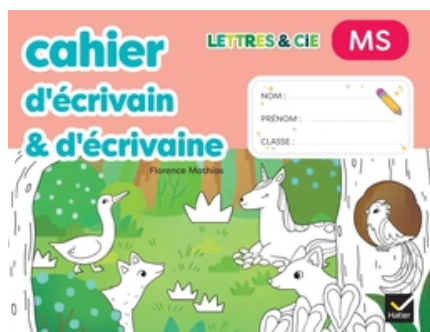 cahier
d'écrivain
& d'écrivaine
LETTRES & CIE
MS
NOM :
PRÉNOM :
CLASSE :
Florence Mathias
Hatier